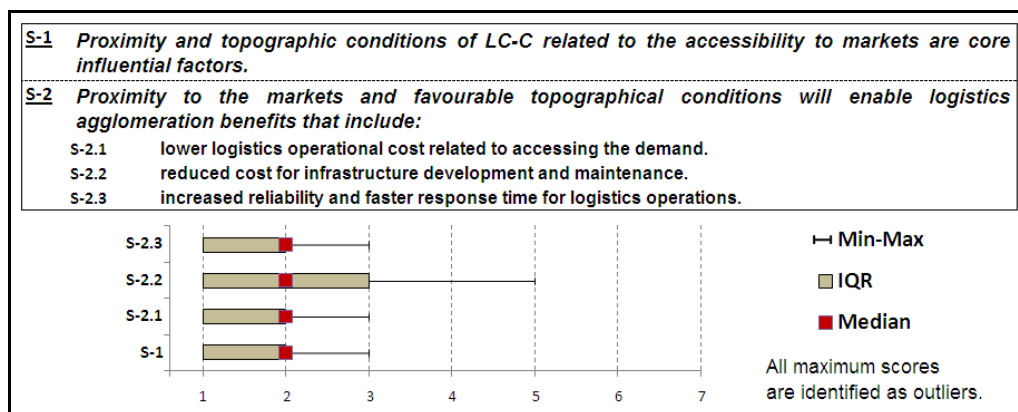 S-1 Proximity and topographic conditions of LC-C related to the accessibility to markets are core
influential factors.
S-2 Proximity to the markets and favourable topographical conditions will enable logistics
agglomeration benefits that include:
S-2.1 lower logistics operational cost related to accessing the demand.
S-2.2 reduced cost for infrastructure development and maintenance.
S-2.3 increased reliability and faster response time for logistics operations.
S-2.3
S-2.2
S-2.1
S-1
1 2 3 4 5 6 7
Min-Max
IQR
Median
All maximum scores
are identified as outliers.